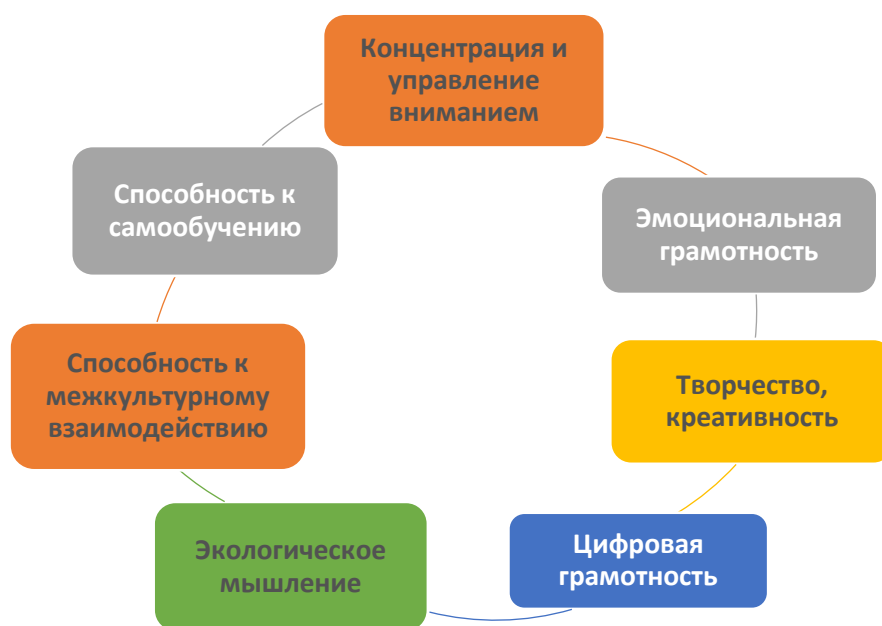 Концентрация и
управление
вниманием
Эмоциональная
грамотность
Творчество,
креативность
Цифровая
грамотность
Экологическое
мышление
Способность к
межкультурному
взаимодействию
Способность к
самообучению